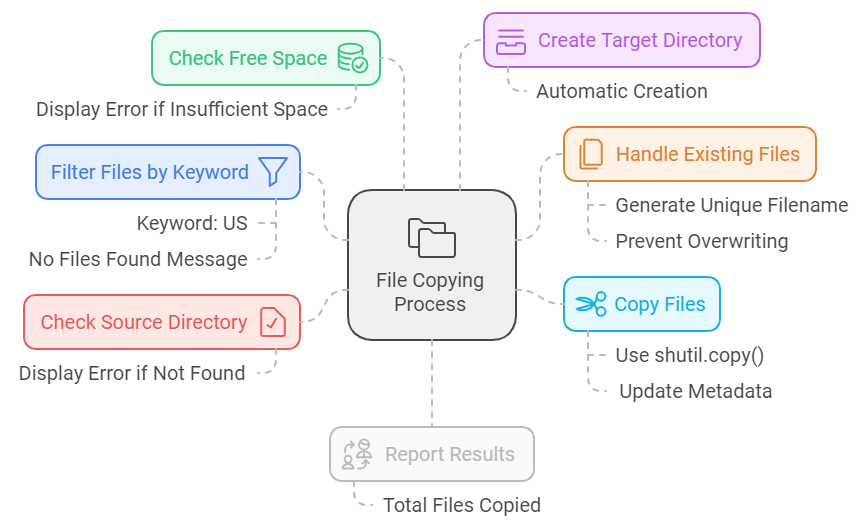 Create Target Directory
Automatic Creation
Check Free Space
Display Error if Insufficient Space
Filter Files by Keyword
Keyword: US
No Files Found Message
Check Source Directory
Display Error if Not Found
File Copying
Process
Handle Existing Files
Generate Unique Filename
Prevent Overwriting
Copy Files
Use shutil.copy()
Update Metadata
Report Results
Total Files Copied